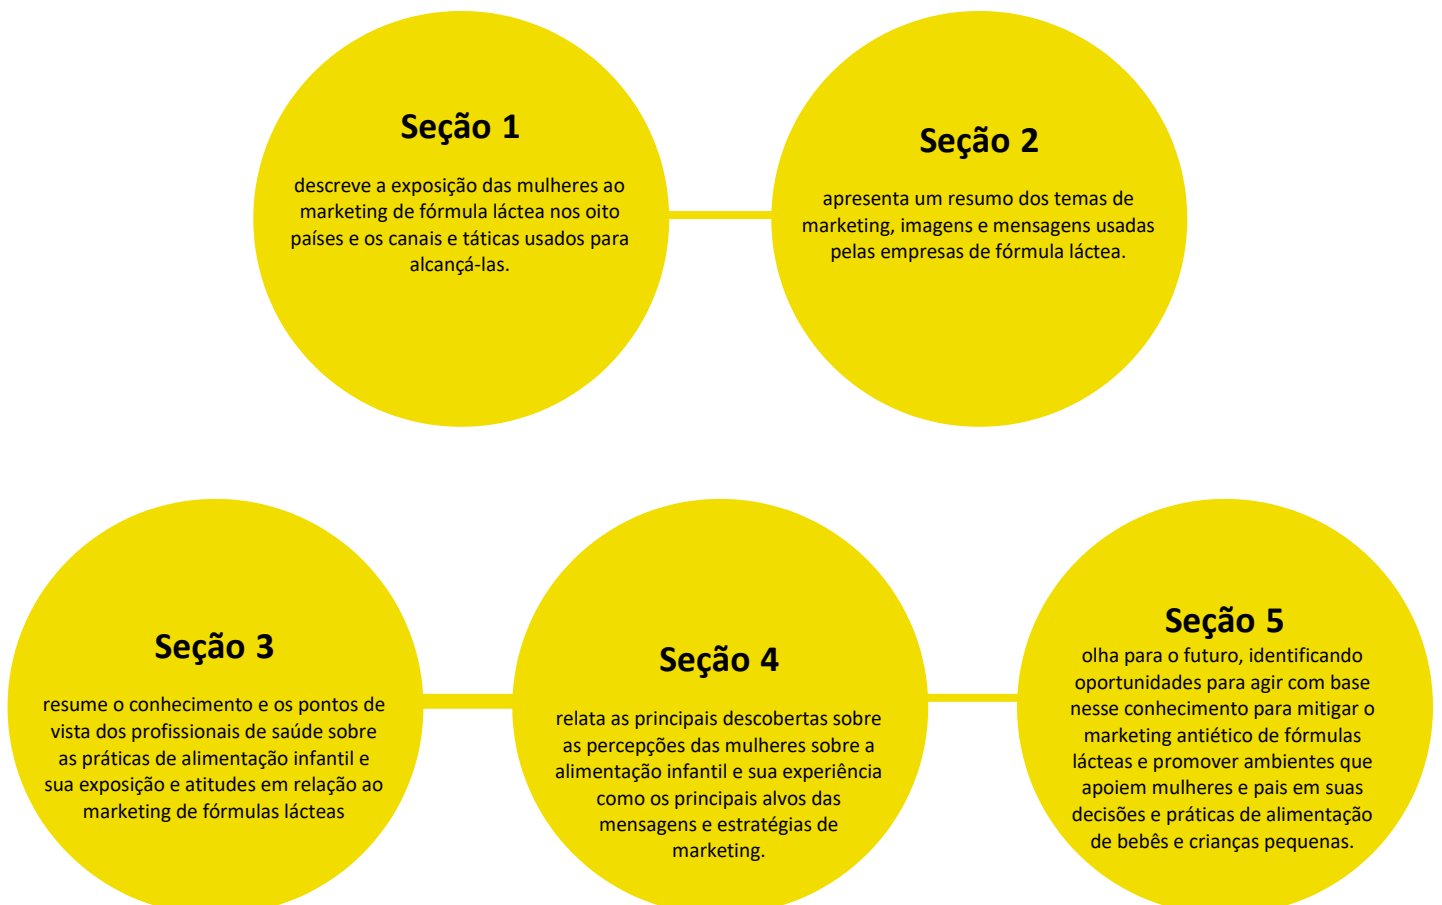 Seção 1
descreve a exposição das mulheres ao
marketing de fórmula láctea nos oito
países e os canais e táticas usados para
alcançá-las.
Seção 2
apresenta um resumo dos temas de
marketing, imagens e mensagens usadas
pelas empresas de fórmula láctea.
Seção 3
resume o conhecimento e os pontos de
vista dos profissionais de saúde sobre
as práticas de alimentação infantil e
sua exposição e atitudes em relação ao
marketing de fórmulas lácteas
Seção 4
relata as principais descobertas sobre
as percepções das mulheres sobre a
alimentação infantil e sua experiência
como os principais alvos das
mensagens e estratégias de
marketing.
Seção 5
olha para o futuro, identificando
oportunidades para agir com base
nesse conhecimento para mitigar o
marketing antiético de fórmulas
lácteas e promover ambientes que
apoiem mulheres e pais em suas
decisões e práticas de alimentação
de bebês e crianças pequenas.